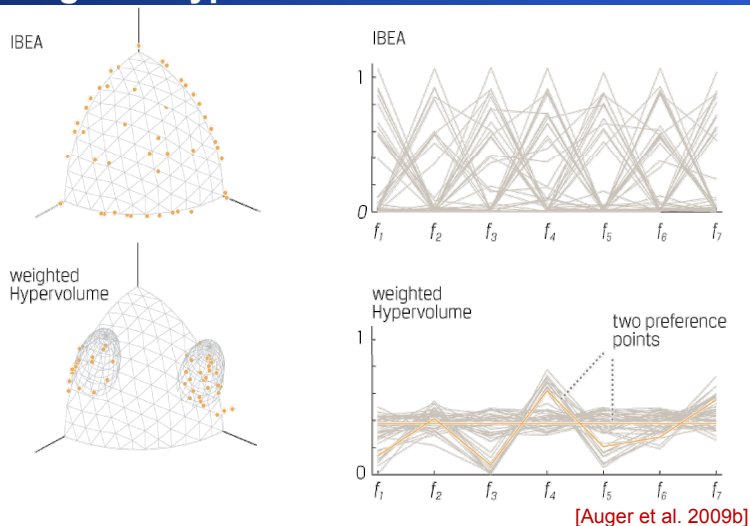 IBEA
IBEA
1
0
f1 f2 f3 f4 f5 f6 f7
weighted
Hypervolume
weighted
Hypervolume
two preference
points
1
0
f1 f2 f3 f4 f5 f6 f7
[Auger et al. 2009b]